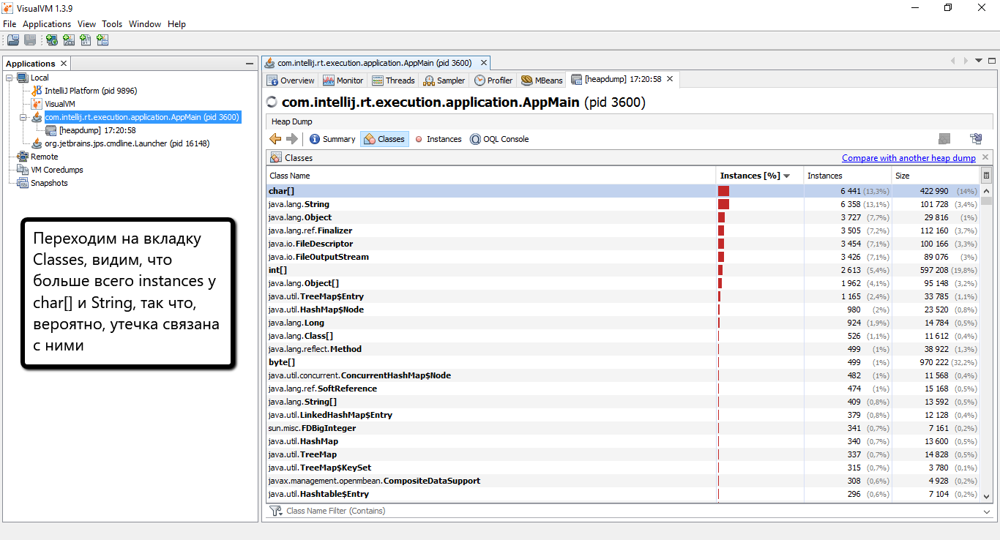 VisualVM 1.3.9
File Applications View Tools Window Help
Applications
Local
IntelliJ Platform (pid 9896)
VisualVM
com.intellij.rt.execution.application.AppMain (pid 3600)
[heapdump] 17:20:58
org.jetbrains.jps.cmdline.Launcher (pid 16148)
Remote
VM Coredumps
Snapshots
Переходим на вкладку
Classes, видим, что
больше всего instances у
char[] и String, так что,
вероятно, утечка связана
с ними
com.intellij.rt.execution.application.AppMain (pid 3600)
Overview Monitor Threads Sampler Profiler MBeans [heapdump] 17:20:58
com.intellij.rt.execution.application.AppMain (pid 3600)
Heap Dump
Summary Classes Instances OQL Console
Classes Compare with another heap dump
Class Name Instances [%] Instances Size
char[] 6 441 (13,3%) 422 990 (14%)
java.lang.String 6 358 (13,1%) 101 728 (3,4%)
java.lang.Object 3 727 (7,7%) 29 816 (1%)
java.lang.ref.Finalizer 3 505 (7,2%) 112 160 (3,7%)
java.io.FileDescriptor 3 454 (7,1%) 100 166 (3,3%)
java.io.FileOutputStream 3 426 (7,1%) 89 076 (3%)
int[] 2 613 (5,4%) 597 208 (19,8%)
java.lang.Object[] 1 962 (4,1%) 95 148 (3,2%)
java.util.TreeMap$Entry 1 165 (2,4%) 33 785 (1,1%)
java.util.HashMap$Node 980 (2%) 23 520 (0,8%)
java.lang.Long 924 (1,9%) 14 784 (0,5%)
java.lang.Class[] 526 (1,1%) 11 612 (0,4%)
java.lang.reflect.Method 499 (1%) 38 922 (1,3%)
byte[] 499 (1%) 970 222 (32,2%)
java.util.concurrent.ConcurrentHashMap$Node 482 (1%) 11 568 (0,4%)
java.lang.ref.SoftReference 474 (1%) 15 168 (0,5%)
java.lang.String[] 409 (0,8%) 13 592 (0,5%)
java.util.LinkedHashMap$Entry 379 (0,8%) 12 128 (0,4%)
sun.misc.FDBigInteger 341 (0,7%) 7 161 (0,2%)
java.util.HashMap 340 (0,7%) 13 600 (0,5%)
java.util.TreeMap 337 (0,7%) 14 828 (0,5%)
java.util.TreeMap$KeySet 315 (0,7%) 3 780 (0,1%)
javax.management.openmbean.CompositeDataSupport 308 (0,6%) 4 928 (0,2%)
java.util.Hashtable$Entry 296 (0,6%) 7 104 (0,2%)
Class Name Filter (Contains)